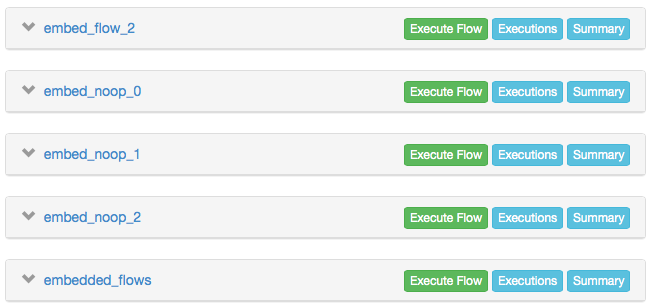 embed_flow_2 Execute Flow Executions Summary
embed_noop_0 Execute Flow Executions Summary
embed_noop_1 Execute Flow Executions Summary
embed_noop_2 Execute Flow Executions Summary
embedded_flows Execute Flow Executions Summary